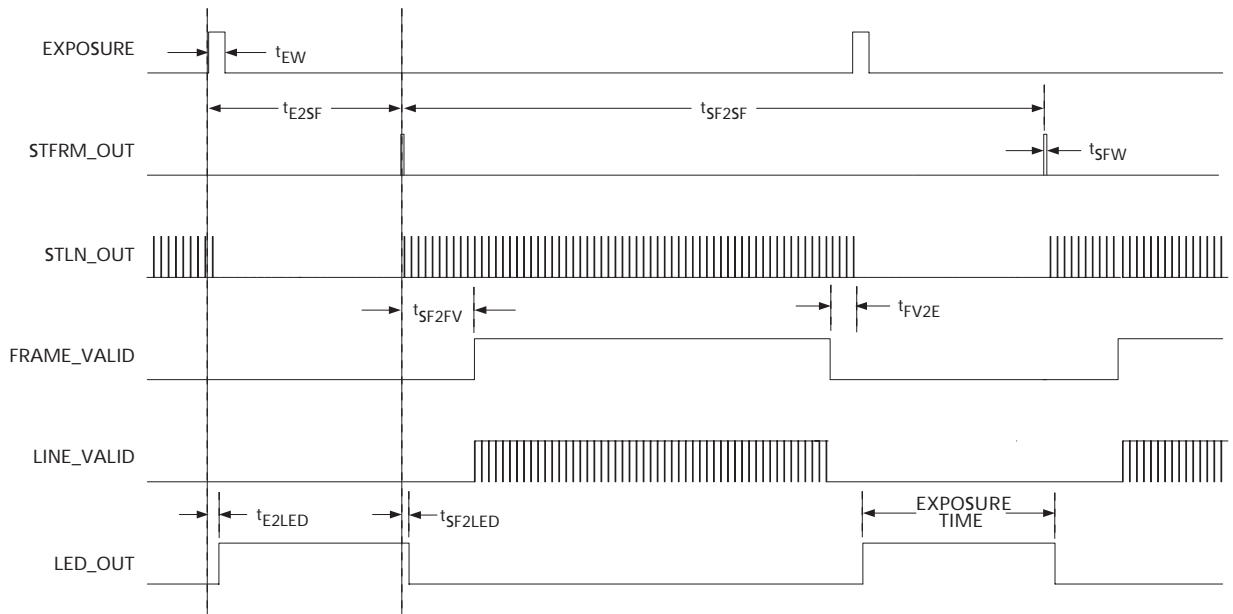 EXPOSURE
tEW
tE2SF
tSF2SF
STFRM_OUT
tSFW
STLN_OUT
tSF2FV
tFV2E
FRAME_VALID
LINE_VALID
tE2LED
tSF2LED
EXPOSURE
TIME
LED_OUT